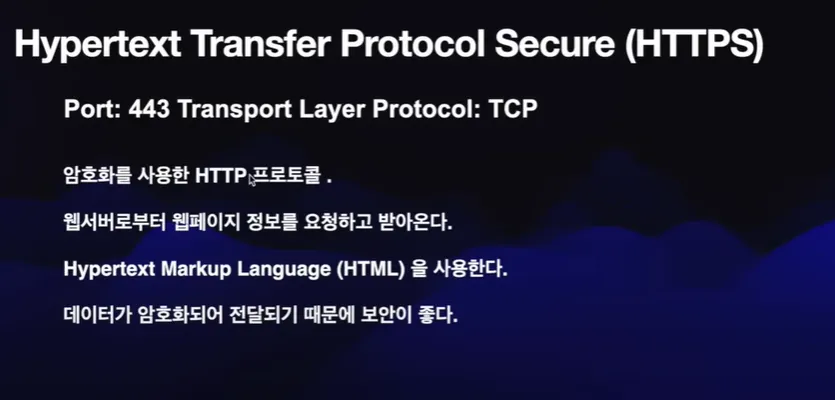 Hypertext Transfer Protocol Secure (HTTPS)
Port: 443 Transport Layer Protocol: TCP
암호화를 사용한 HTTP 프로토콜 .
웹서버로부터 웹페이지 정보를 요청하고 받아온다.
Hypertext Markup Language (HTML) 을 사용한다.
데이터가 암호화되어 전달되기 때문에 보안이 좋다.